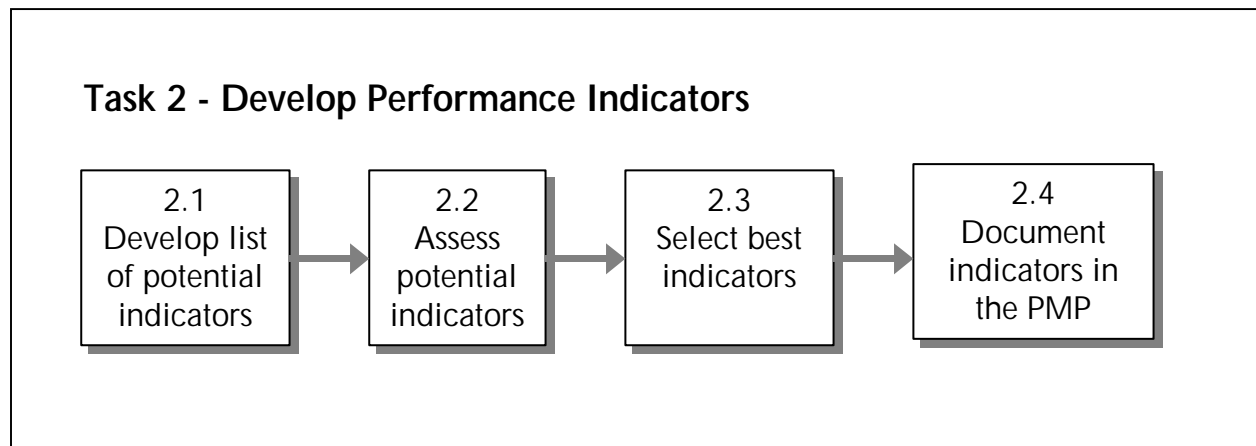 Task 2 - Develop Performance Indicators
2.1
Develop list
of potential
indicators
2.2
Assess
potential
indicators
2.3
Select best
indicators
2.4
Document
indicators in
the PMP